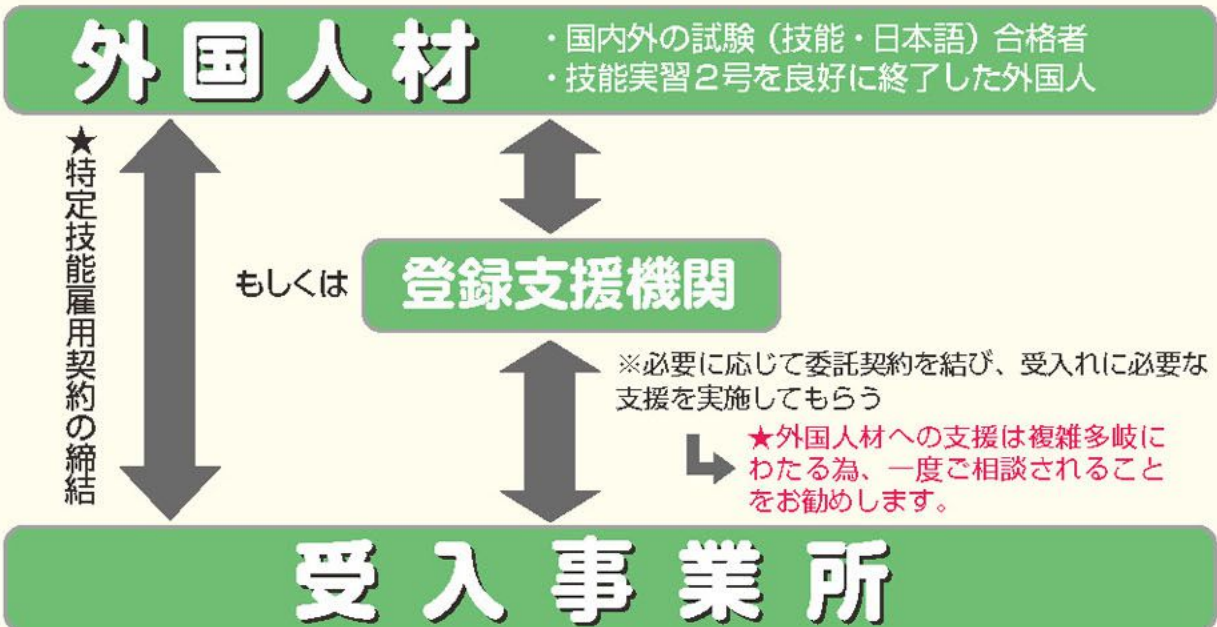 外国人材
・国内外の試験（技能・日本語）合格者
・技能実習２号を良好に終了した外国人
★特定技能雇用契約の締結
もしくは
登録支援機関
※必要に応じて委託契約を結び、受入れに必要な
支援を実施してもらう
★外国人材への支援は複雑多岐に
わたる為、一度ご相談されること
をお勧めします。
受入事業所